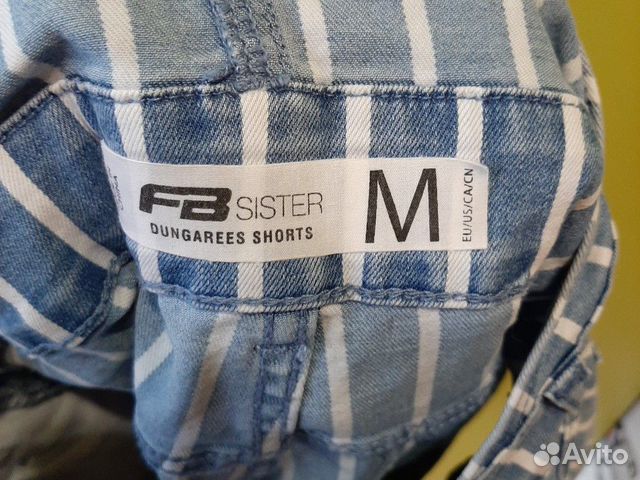 FB SISTER
DUNGAREES SHORTS
M
EU/US/CA/CN
Avito